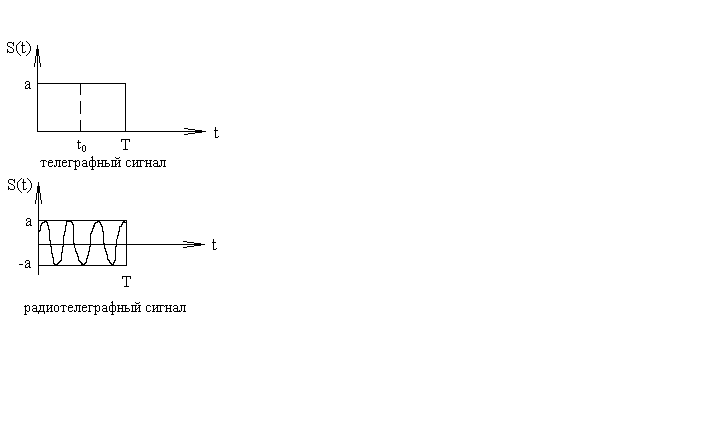 S(t)
a
t
t₀ T
телеграфный сигнал
S(t)
a
t
-a
T
радиотелеграфный сигнал